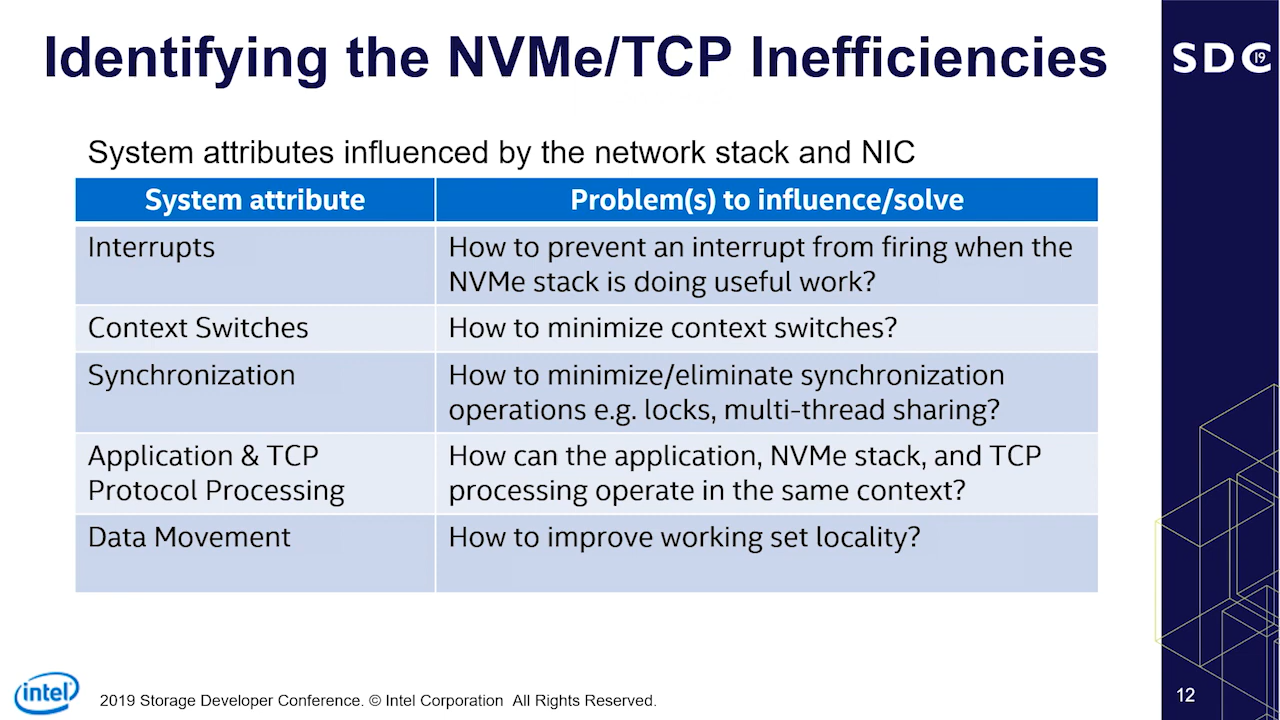 Identifying the NVMe/TCP Inefficiencies
SDC
19
System attributes influenced by the network stack and NIC
System attribute
Problem(s) to influence/solve
Interrupts
How to prevent an interrupt from firing when the
NVMe stack is doing useful work?
Context Switches
How to minimize context switches?
Synchronization
How to minimize/eliminate synchronization
operations e.g. locks, multi-thread sharing?
Application & TCP
Protocol Processing
How can the application, NVMe stack, and TCP
processing operate in the same context?
Data Movement
How to improve working set locality?
intel
2019 Storage Developer Conference. © Intel Corporation All Rights Reserved.
12